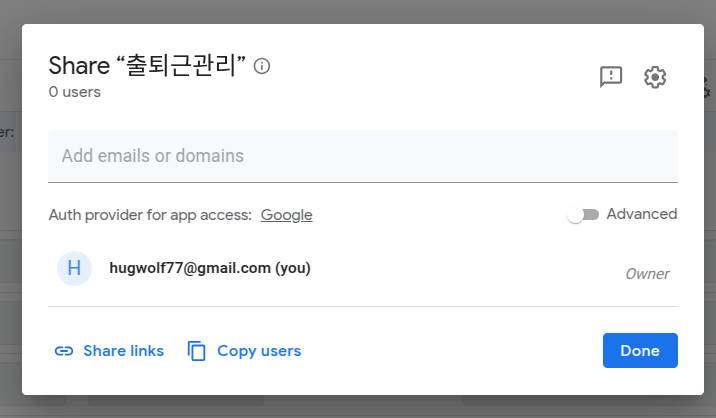 Share “출퇴근관리”
0 users
er:
Add emails or domains
Auth provider for app access: Google
Advanced
H
hugwolf77@gmail.com (you)
Owner
Share links
Copy users
Done